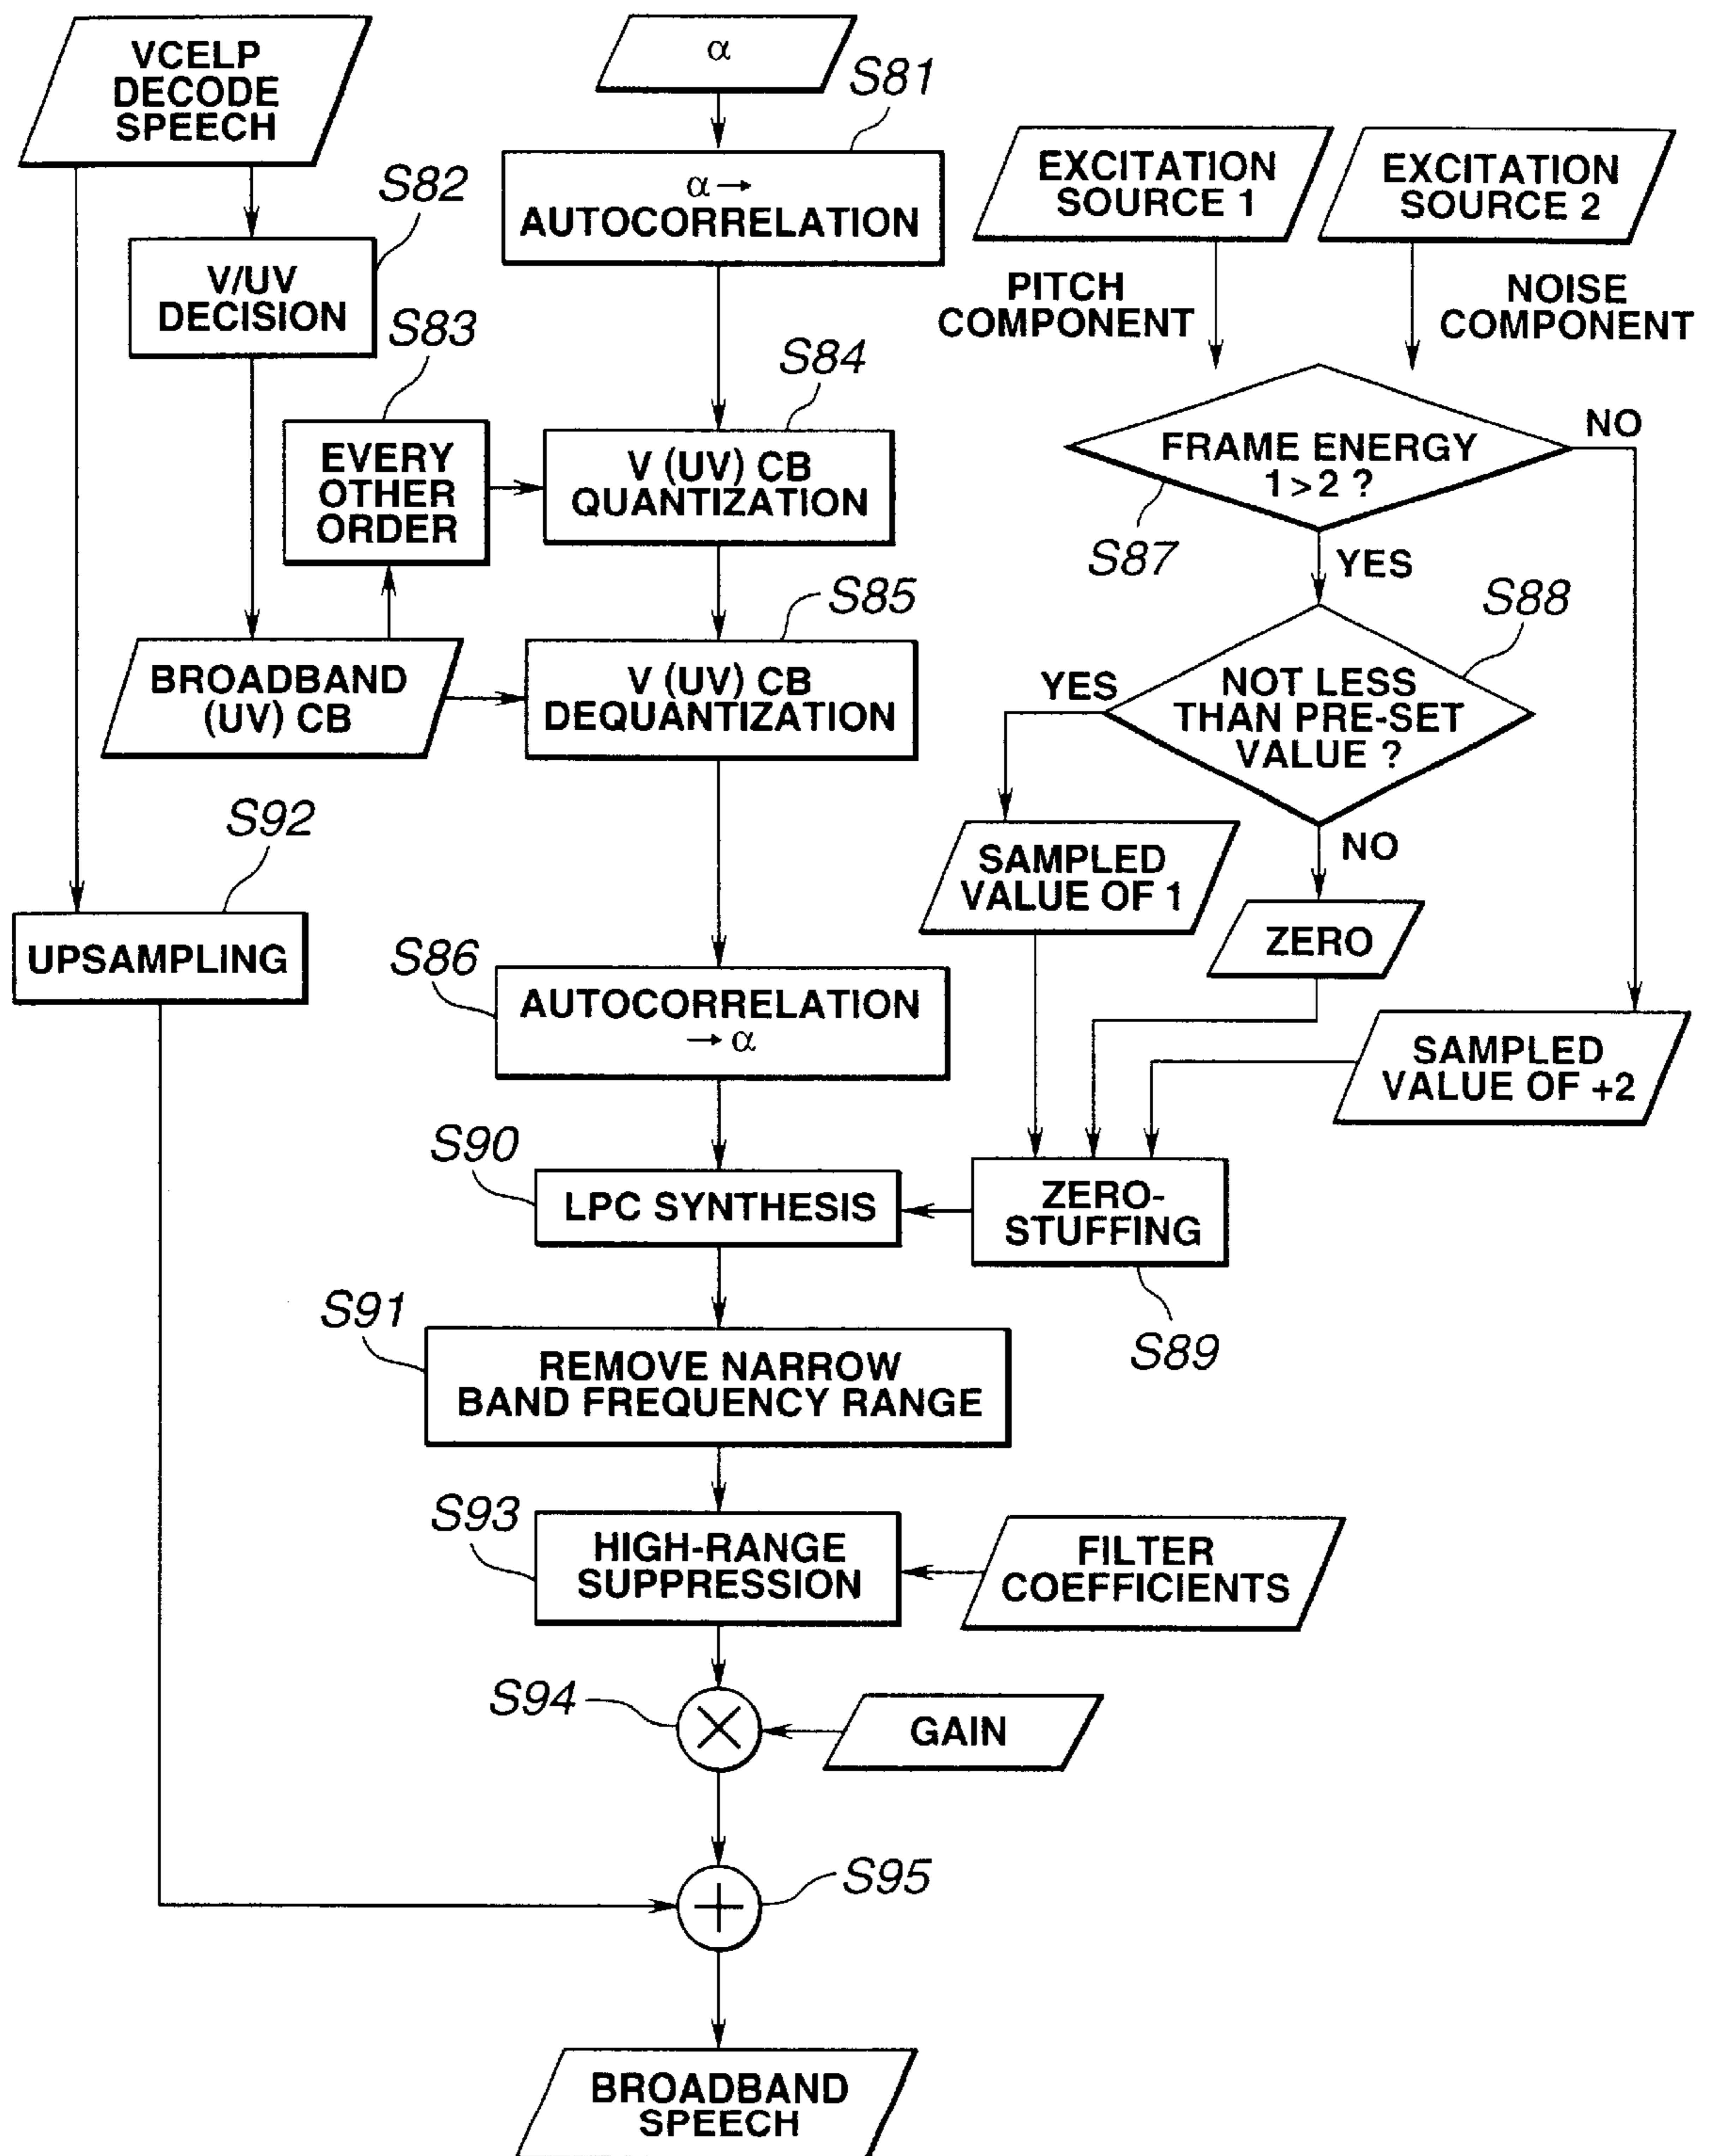 VCELP
DECODE
SPEECH
α
S81
α →
AUTOCORRELATION
EXCITATION
SOURCE 1
EXCITATION
SOURCE 2
S82
V/UV
DECISION
PITCH
COMPONENT
NOISE
COMPONENT
S83
EVERY
OTHER
ORDER
S84
V (UV) CB
QUANTIZATION
FRAME ENERGY
1 > 2 ?
NO
S87
YES
S85
V (UV) CB
DEQUANTIZATION
BROADBAND
(UV) CB
S88
NOT LESS
THAN PRE-SET
VALUE ?
YES
NO
SAMPLED
VALUE OF 1
ZERO
SAMPLED
VALUE OF +2
S92
UPSAMPLING
S86
AUTOCORRELATION
→ α
S90
LPC SYNTHESIS
ZERO-
STUFFING
S89
S91
REMOVE NARROW
BAND FREQUENCY RANGE
S93
HIGH-RANGE
SUPPRESSION
FILTER
COEFFICIENTS
S94
×
GAIN
S95
+
BROADBAND
SPEECH